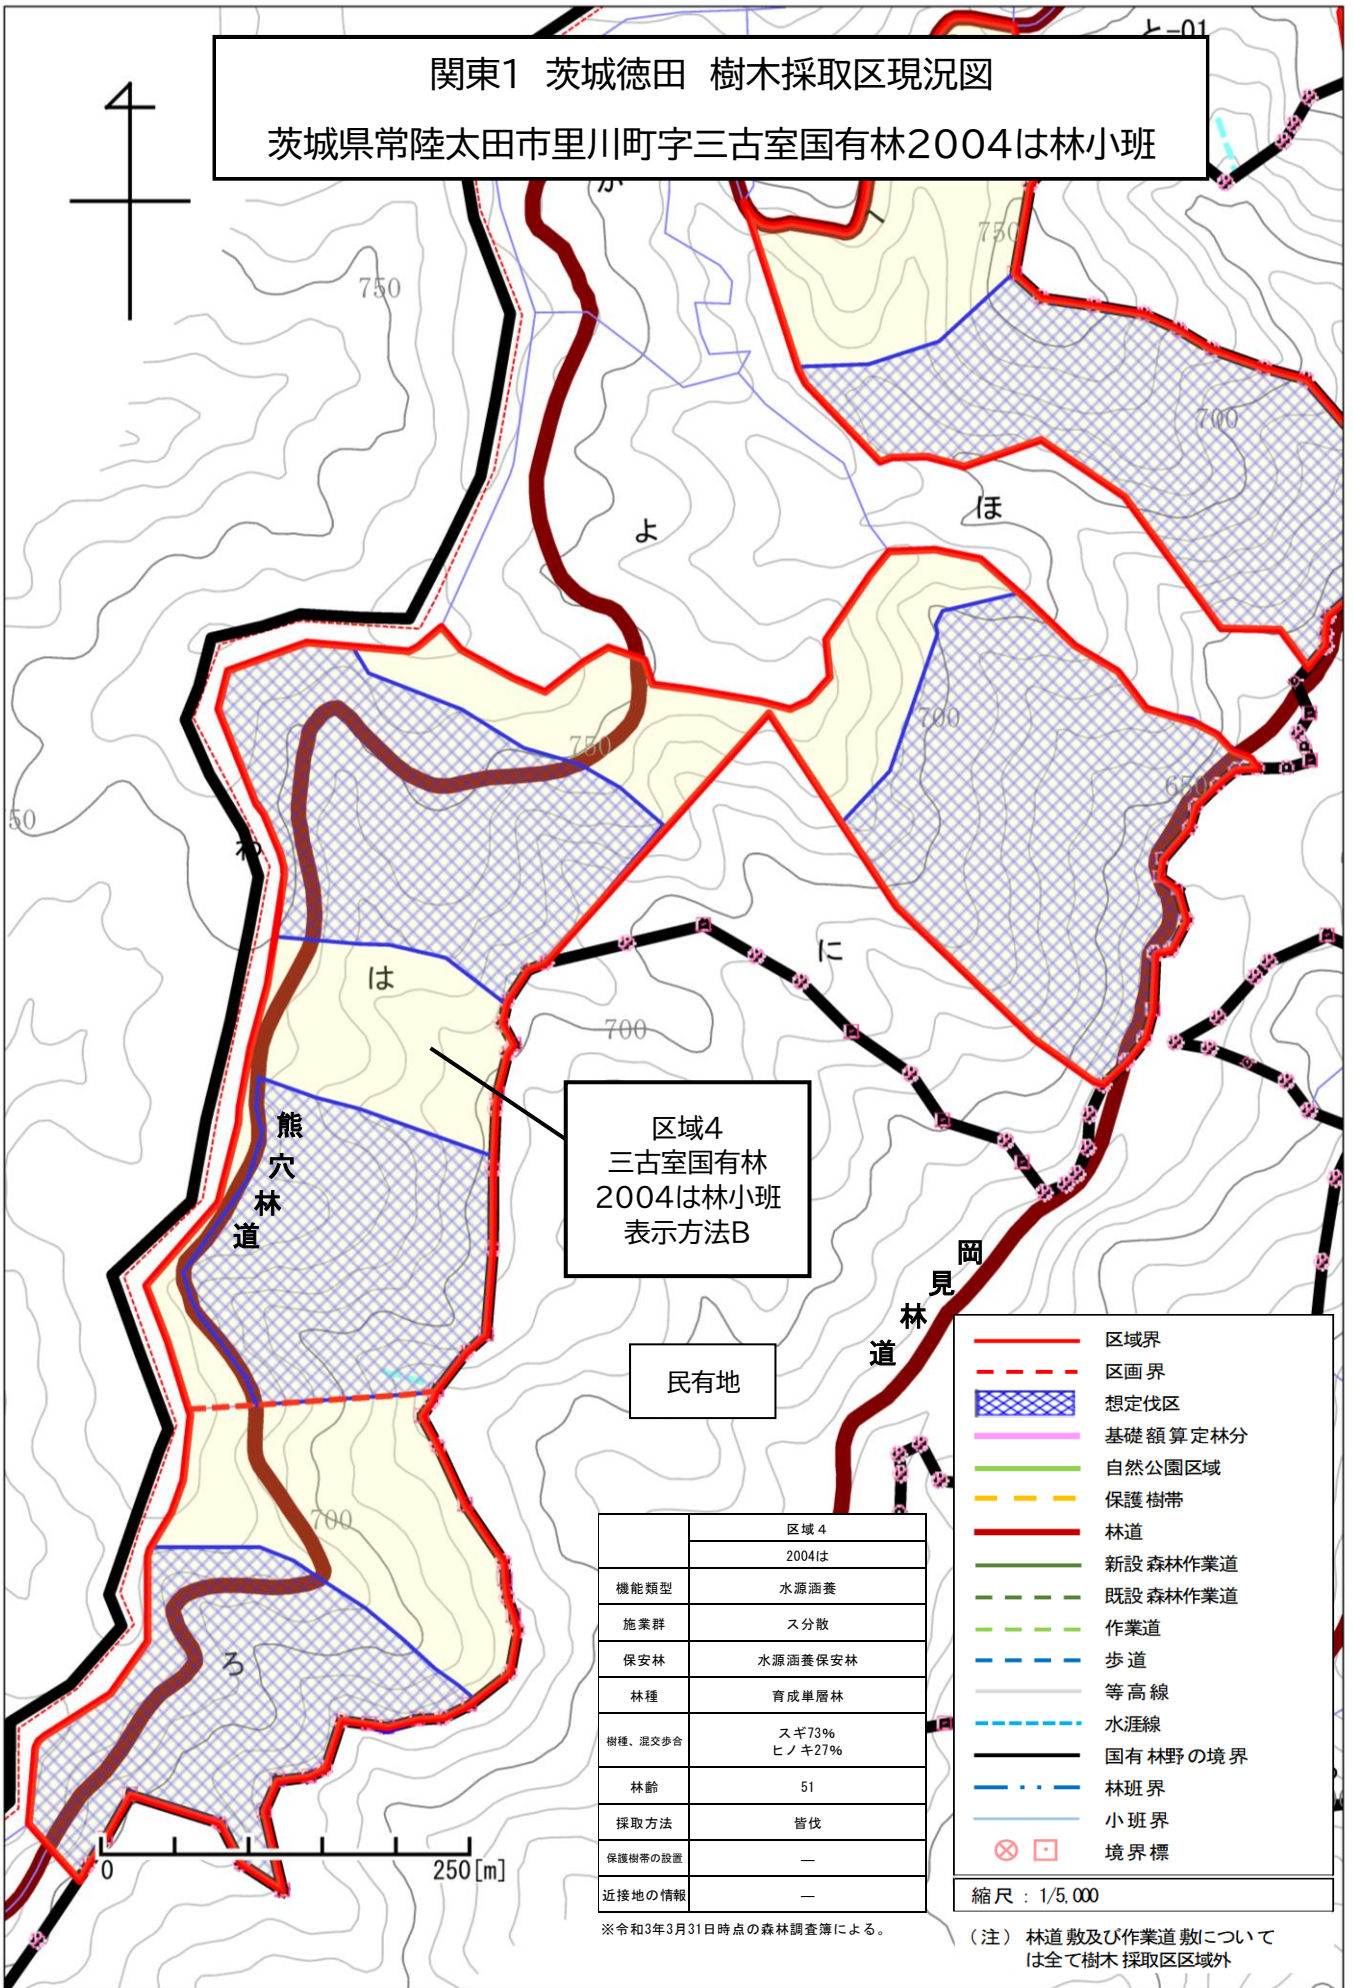 と-01
関東1 茨城徳田 樹木採取区現況図
茨城県常陸太田市里川町字三古室国有林2004は林小班
か
イ
750
750
700
ほ
よ
700
750
650
50
わ
に
は
700
区域4
三古室国有林
2004は林小班
表示方法B
熊穴林道
岡見林道
民有地
700
ろ
0
250[m]
区域4
2004は
機能類型 水源涵養
施業群 ス分散
保安林 水源涵養保安林
林種 育成単層林
樹種、混交歩合 スギ73%
ヒノキ27%
林齢 51
採取方法 皆伐
保護樹帯の設置 ―
近接地の情報 ―
※令和3年3月31日時点の森林調査簿による。
区域界
区画界
想定伐区
基礎額算定林分
自然公園区域
保護樹帯
林道
新設森林作業道
既設森林作業道
作業道
歩道
等高線
水涯線
国有林野の境界
林班界
小班界
境界標
縮尺：1/5,000
（注） 林道敷及び作業道敷について
は全て樹木採取区区域外